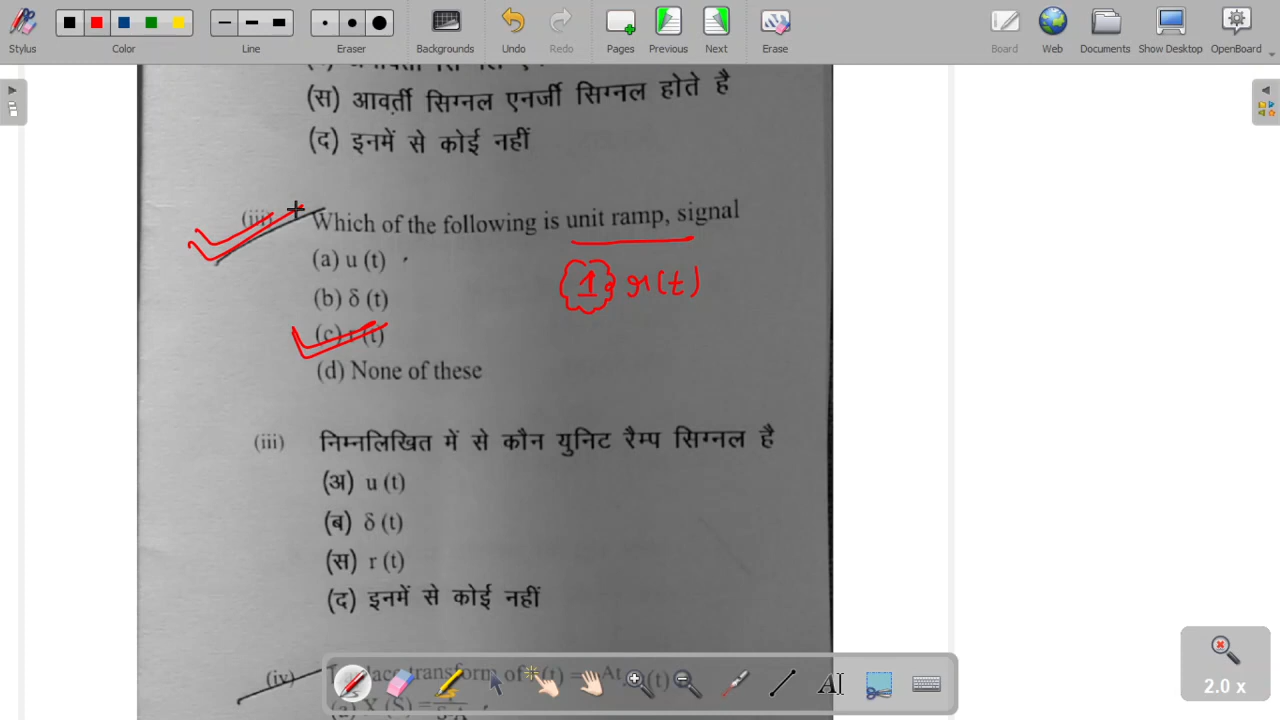 Stylus
Color
Line
Eraser
Backgrounds
Undo
Redo
Pages
Previous
Next
Erase
Board
Web
Documents
Show Desktop
OpenBoard
(स) आवर्ती सिग्नल एनर्जी सिग्नल होते है
(द) इनमें से कोई नहीं
(iii) Which of the following is unit ramp, signal
(a) u (t)
1 r(t)
(b) δ (t)
(c) r (t)
(d) None of these
(iii) निम्नलिखित में से कौन युनिट रैम्प सिग्नल है
(अ) u (t)
(ब) δ (t)
(स) r (t)
(द) इनमें से कोई नहीं
(iv)
2.0 x